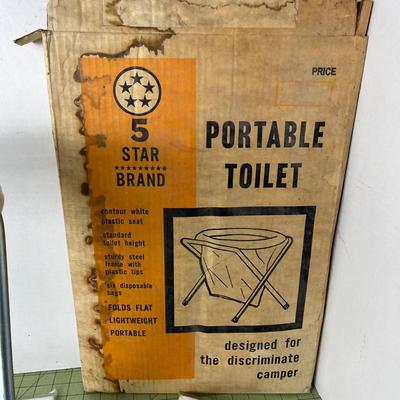 PRICE
5
STAR
BRAND
PORTABLE
TOILET
contour white
plastic seat
standard
toilet height
sturdy steel
frame with
plastic tips
six disposable
bags
FOLDS FLAT
LIGHTWEIGHT
PORTABLE
designed for
the discriminate
camper